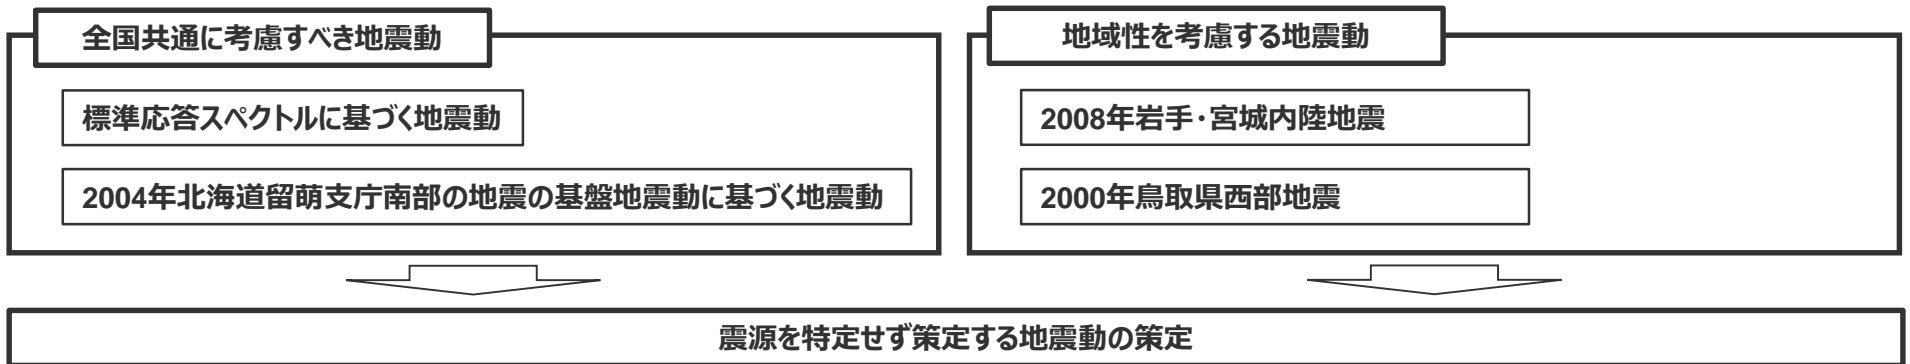 全国共通に考慮すべき地震動
標準応答スペクトルに基づく地震動
2004年北海道留萌支庁南部の地震の基盤地震動に基づく地震動
地域性を考慮する地震動
2008年岩手・宮城内陸地震
2000年鳥取県西部地震
震源を特定せず策定する地震動の策定